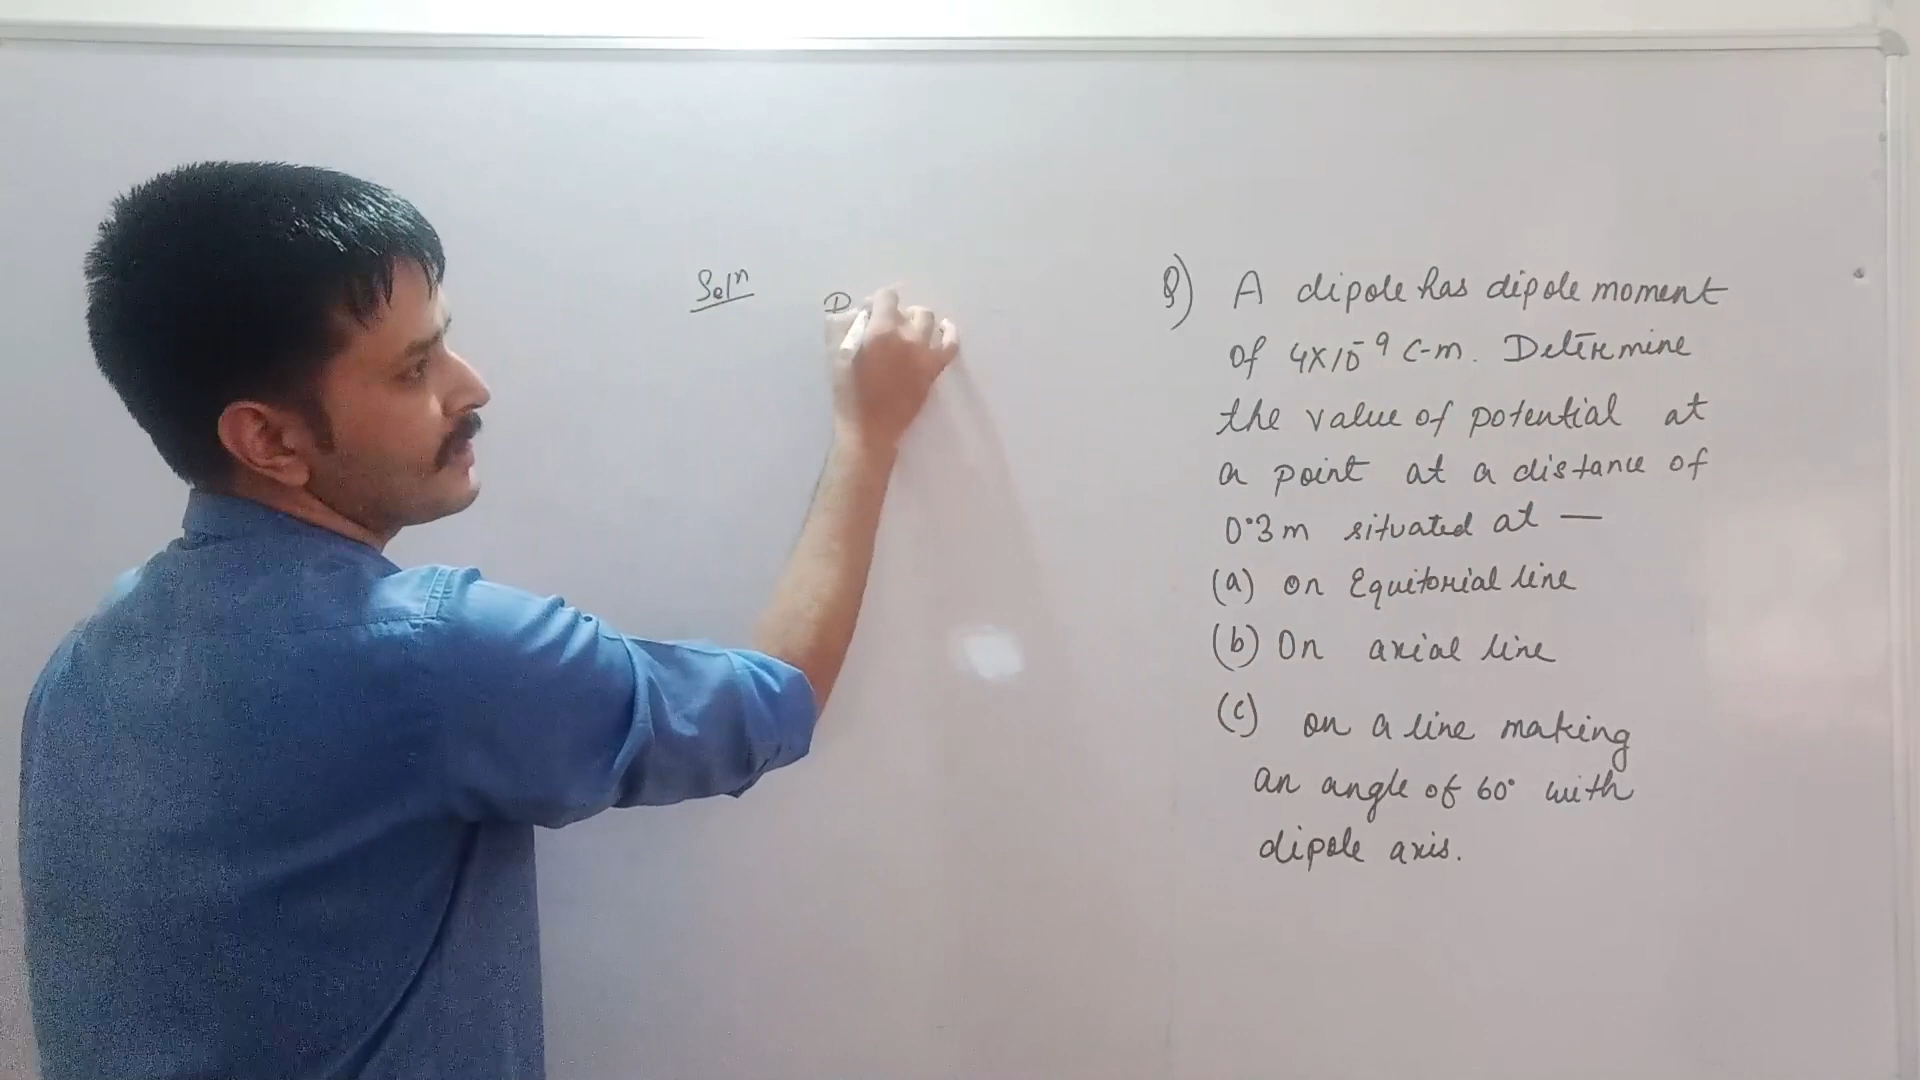 Solⁿ D
Q) A dipole has dipole moment
of 4×10⁻⁹ C-m. Determine
the value of potential at
a point at a distance of
0.3m situated at —
(a) on Equitorial line
(b) On axial line
(c) on a line making
an angle of 60° with
dipole axis.